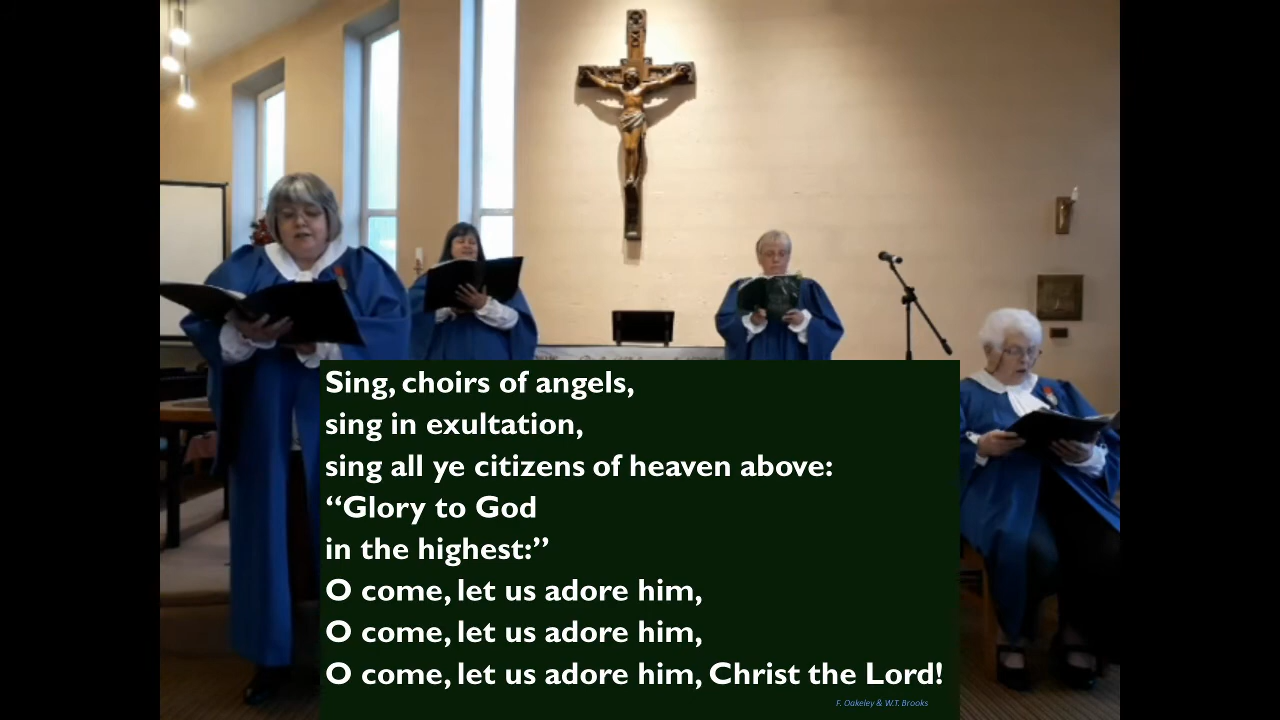 Sing, choirs of angels,
sing in exultation,
sing all ye citizens of heaven above:
“Glory to God
in the highest:”
O come, let us adore him,
O come, let us adore him,
O come, let us adore him, Christ the Lord!
F. Oakeley & W.T. Brooks